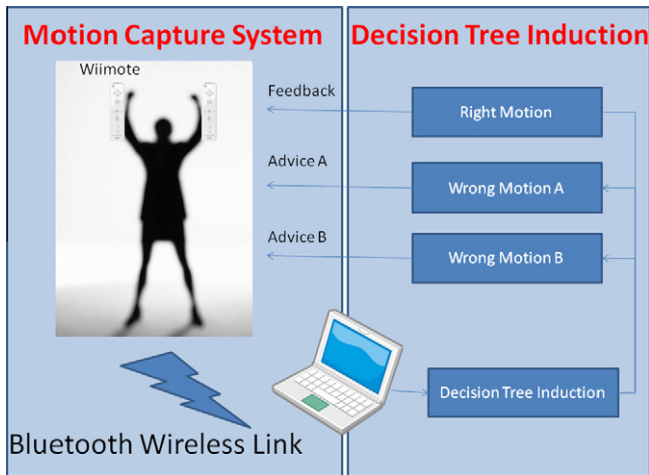 Motion Capture System
Wiimote
Feedback
Advice A
Advice B
Bluetooth Wireless Link
Decision Tree Induction
Right Motion
Wrong Motion A
Wrong Motion B
Decision Tree Induction